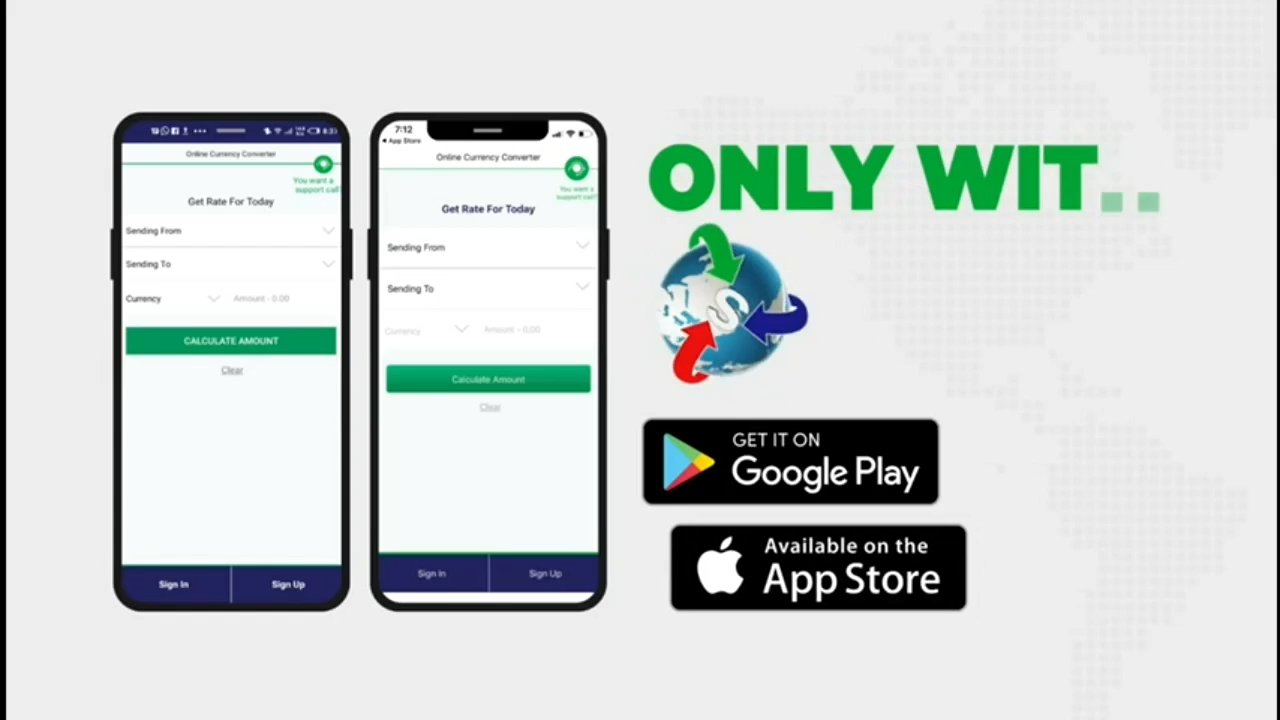 Online Currency Converter
You want a
support call?
Get Rate For Today
Sending From
Sending To
Currency
Amount - 0.00
CALCULATE AMOUNT
Clear
Sign In
Sign Up
7:12
App Store
Online Currency Converter
You want a
support call?
Get Rate For Today
Sending From
Sending To
Currency
Amount - 0.00
Calculate Amount
Clear
Sign In
Sign Up
ONLY WIT..
S
GET IT ON
Google Play
Available on the
App Store